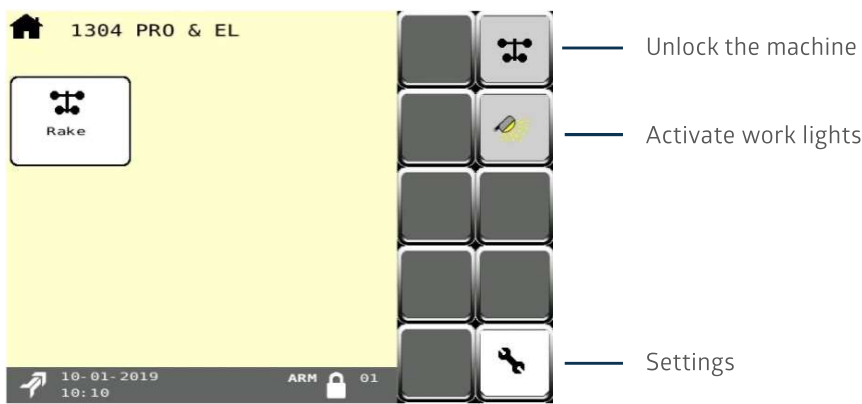 1304 PRO & EL
Rake
10-01-2019
10:10
ARM 01
Unlock the machine
Activate work lights
Settings